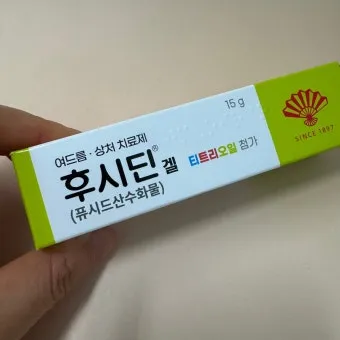 15 g
여드름 · 상처 치료제
후시딘® 겔
티트리오일 첨가
(퓨시드산수화물)
SINCE 1897